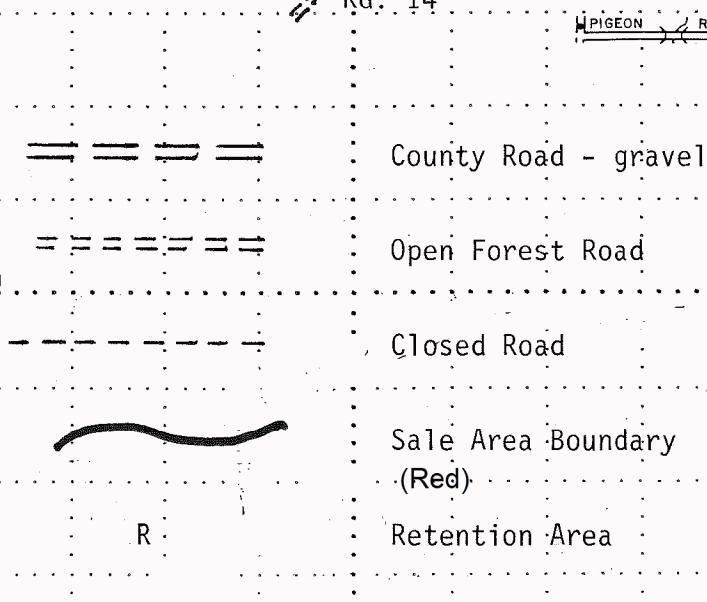 Rd. 14
PIGEON R
County Road - gravel
Open Forest Road
Closed Road
Sale Area Boundary
(Red)
R Retention Area